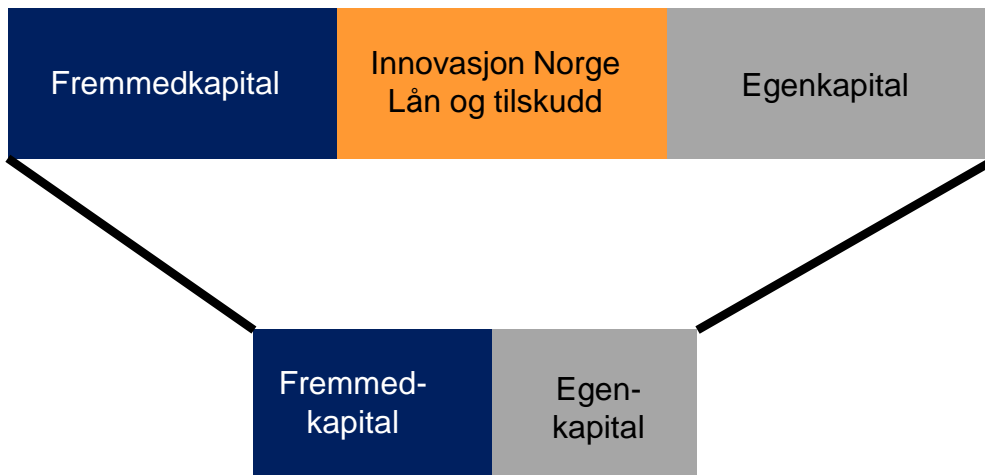 Fremmedkapital
Innovasjon Norge
Lån og tilskudd
Egenkapital
Fremmed-
kapital
Egen-
kapital